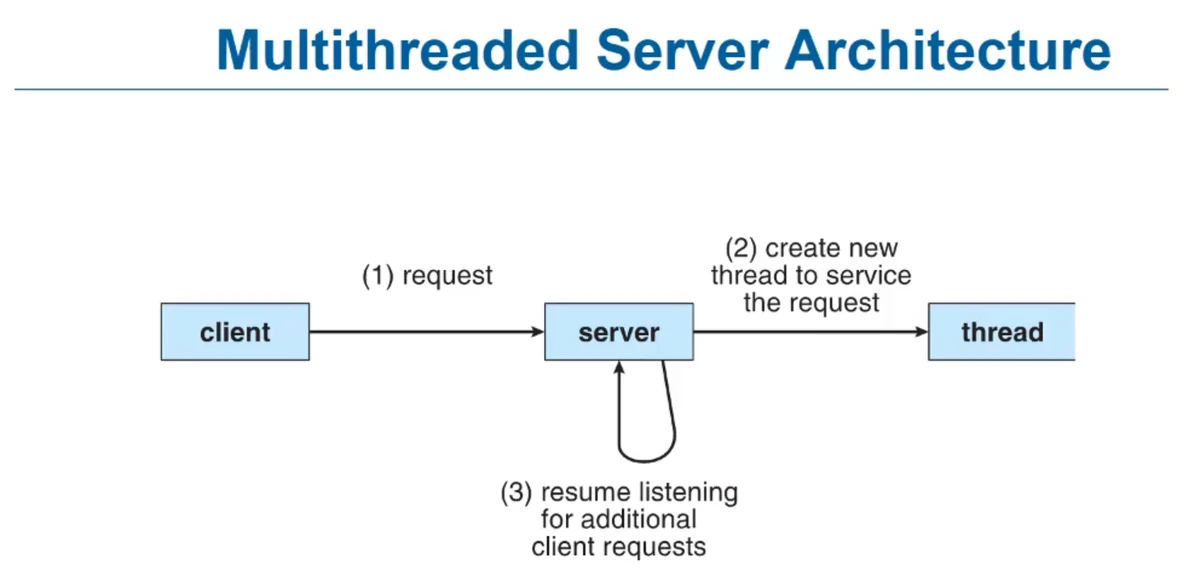 Multithreaded Server Architecture
(1) request
(2) create new
thread to service
the request
client
server
thread
(3) resume listening
for additional
client requests